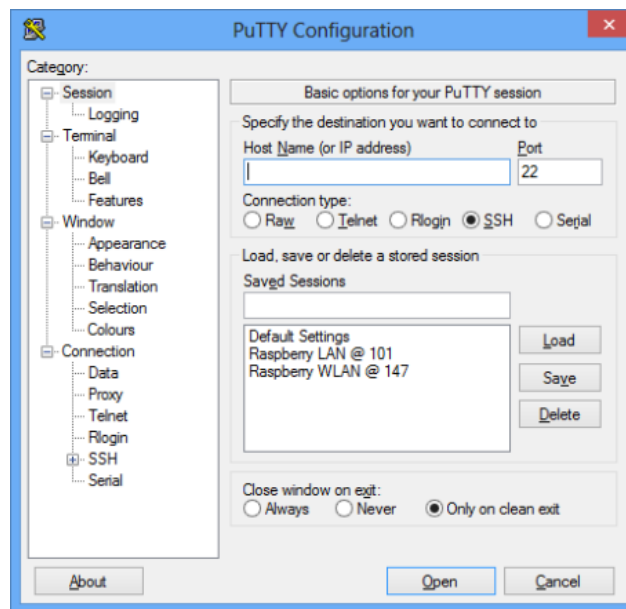 PuTTY Configuration
Category:
Session
Logging
Terminal
Keyboard
Bell
Features
Window
Appearance
Behaviour
Translation
Selection
Colours
Connection
Data
Proxy
Telnet
Rlogin
SSH
Serial
Basic options for your PuTTY session
Specify the destination you want to connect to
Host Name (or IP address) Port
22
Connection type:
Raw Telnet Rlogin SSH Serial
Load, save or delete a stored session
Saved Sessions
Default Settings
Raspberry LAN @ 101
Raspberry WLAN @ 147
Load
Save
Delete
Close window on exit:
Always Never Only on clean exit
About Open Cancel